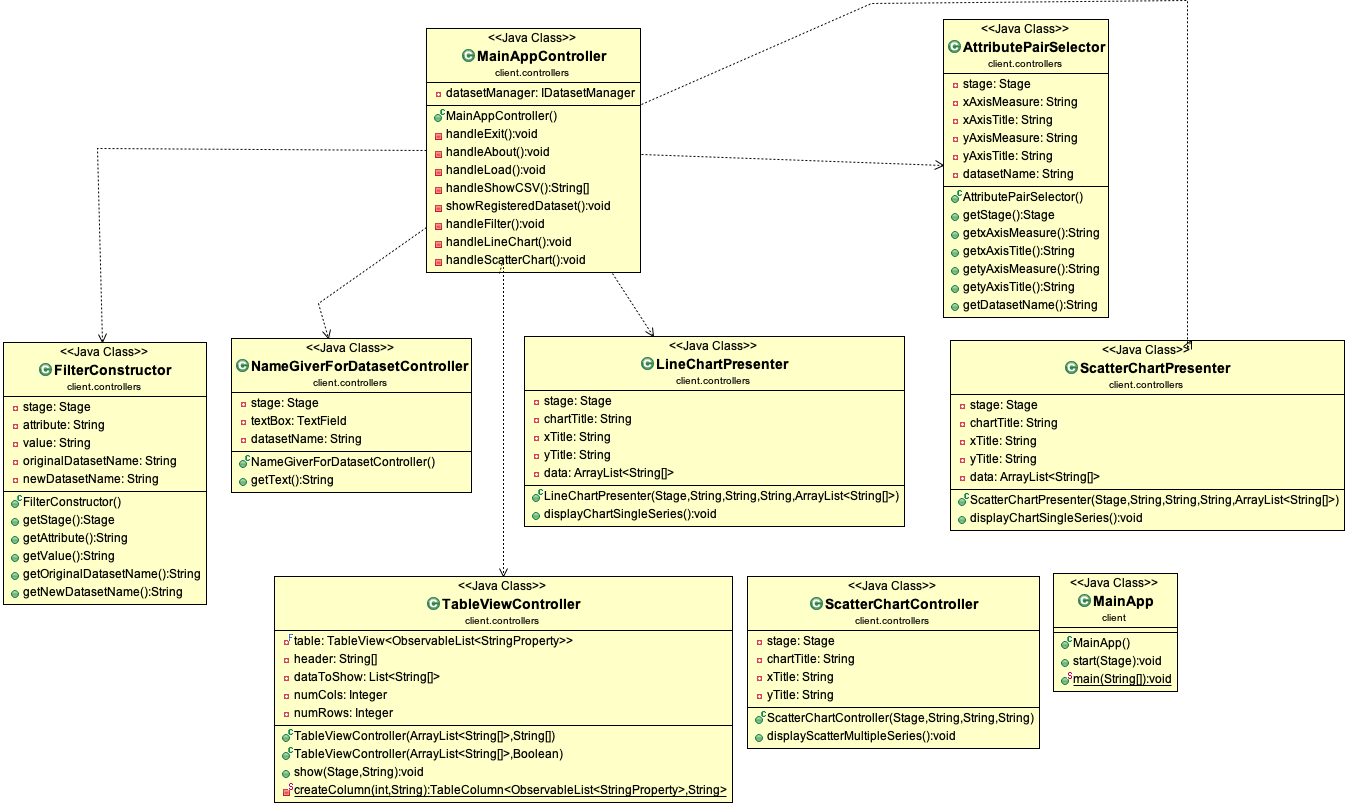 <<Java Class>>
MainAppController
client.controllers
datasetManager: IDatasetManager
MainAppController()
handleExit():void
handleAbout():void
handleLoad():void
handleShowCSV():String[]
showRegisteredDataset():void
handleFilter():void
handleLineChart():void
handleScatterChart():void
<<Java Class>>
AttributePairSelector
client.controllers
stage: Stage
xAxisMeasure: String
xAxisTitle: String
yAxisMeasure: String
yAxisTitle: String
datasetName: String
AttributePairSelector()
getStage():Stage
getxAxisMeasure():String
getxAxisTitle():String
getyAxisMeasure():String
getyAxisTitle():String
getDatasetName():String
<<Java Class>>
FilterConstructor
client.controllers
stage: Stage
attribute: String
value: String
originalDatasetName: String
newDatasetName: String
FilterConstructor()
getStage():Stage
getAttribute():String
getValue():String
getOriginalDatasetName():String
getNewDatasetName():String
<<Java Class>>
NameGiverForDatasetController
client.controllers
stage: Stage
textBox: TextField
datasetName: String
NameGiverForDatasetController()
getText():String
<<Java Class>>
LineChartPresenter
client.controllers
stage: Stage
chartTitle: String
xTitle: String
yTitle: String
data: ArrayList<String[]>
LineChartPresenter(Stage,String,String,String,ArrayList<String[]>)
displayChartSingleSeries():void
<<Java Class>>
ScatterChartPresenter
client.controllers
stage: Stage
chartTitle: String
xTitle: String
yTitle: String
data: ArrayList<String[]>
ScatterChartPresenter(Stage,String,String,String,ArrayList<String[]>)
displayChartSingleSeries():void
<<Java Class>>
TableViewController
client.controllers
table: TableView<ObservableList<StringProperty>>
header: String[]
dataToShow: List<String[]>
numCols: Integer
numRows: Integer
TableViewController(ArrayList<String[]>,String[])
TableViewController(ArrayList<String[]>,Boolean)
show(Stage,String):void
createColumn(int,String):TableColumn<ObservableList<StringProperty>,String>
<<Java Class>>
ScatterChartController
client.controllers
stage: Stage
chartTitle: String
xTitle: String
yTitle: String
ScatterChartController(Stage,String,String,String)
displayScatterMultipleSeries():void
<<Java Class>>
MainApp
client
MainApp()
start(Stage):void
main(String[]):void